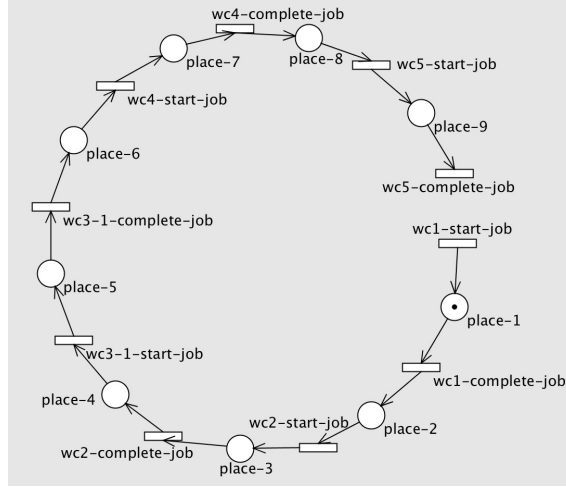 wc4-complete-job
place-7
place-8
wc5-start-job
wc4-start-job
place-9
place-6
wc5-complete-job
wc3-1-complete-job
wc1-start-job
place-5
place-1
wc3-1-start-job
wc1-complete-job
place-4
wc2-start-job
place-2
wc2-complete-job
place-3